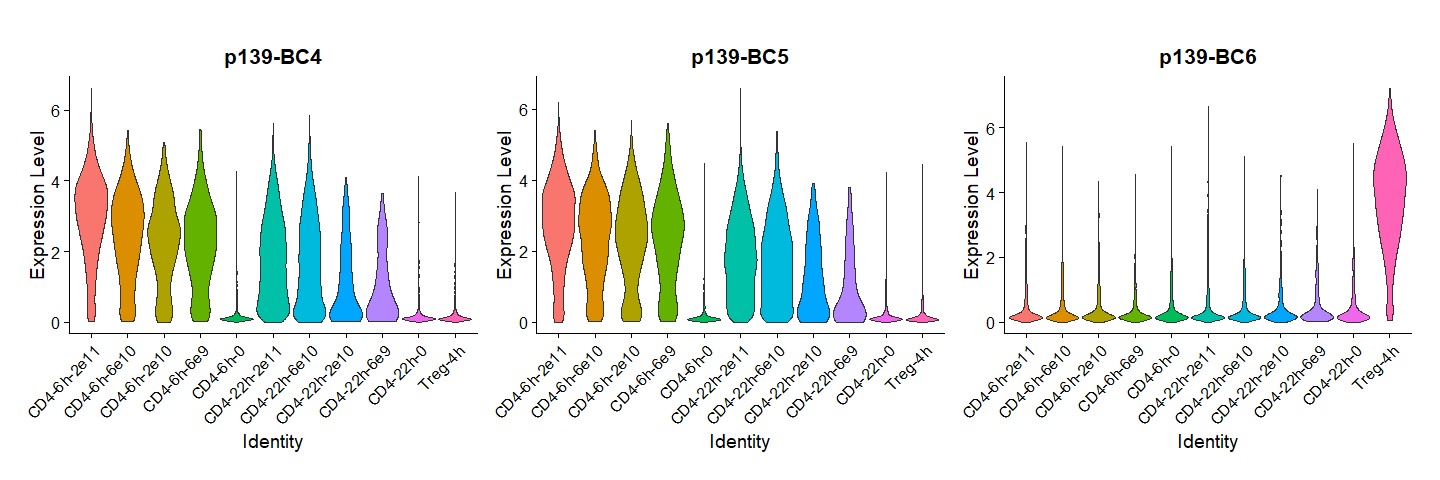 p139-BC4
Expression Level
6
4
2
0
CD4-6h-2e11
CD4-6h-6e10
CD4-6h-2e10
CD4-6h-6e9
CD4-6h-0
CD4-22h-2e11
CD4-22h-6e10
CD4-22h-2e10
CD4-22h-6e9
CD4-22h-0
Treg-4h
Identity
p139-BC5
Expression Level
6
4
2
0
CD4-6h-2e11
CD4-6h-6e10
CD4-6h-2e10
CD4-6h-6e9
CD4-6h-0
CD4-22h-2e11
CD4-22h-6e10
CD4-22h-2e10
CD4-22h-6e9
CD4-22h-0
Treg-4h
Identity
p139-BC6
Expression Level
6
4
2
0
CD4-6h-2e11
CD4-6h-6e10
CD4-6h-2e10
CD4-6h-6e9
CD4-6h-0
CD4-22h-2e11
CD4-22h-6e10
CD4-22h-2e10
CD4-22h-6e9
CD4-22h-0
Treg-4h
Identity